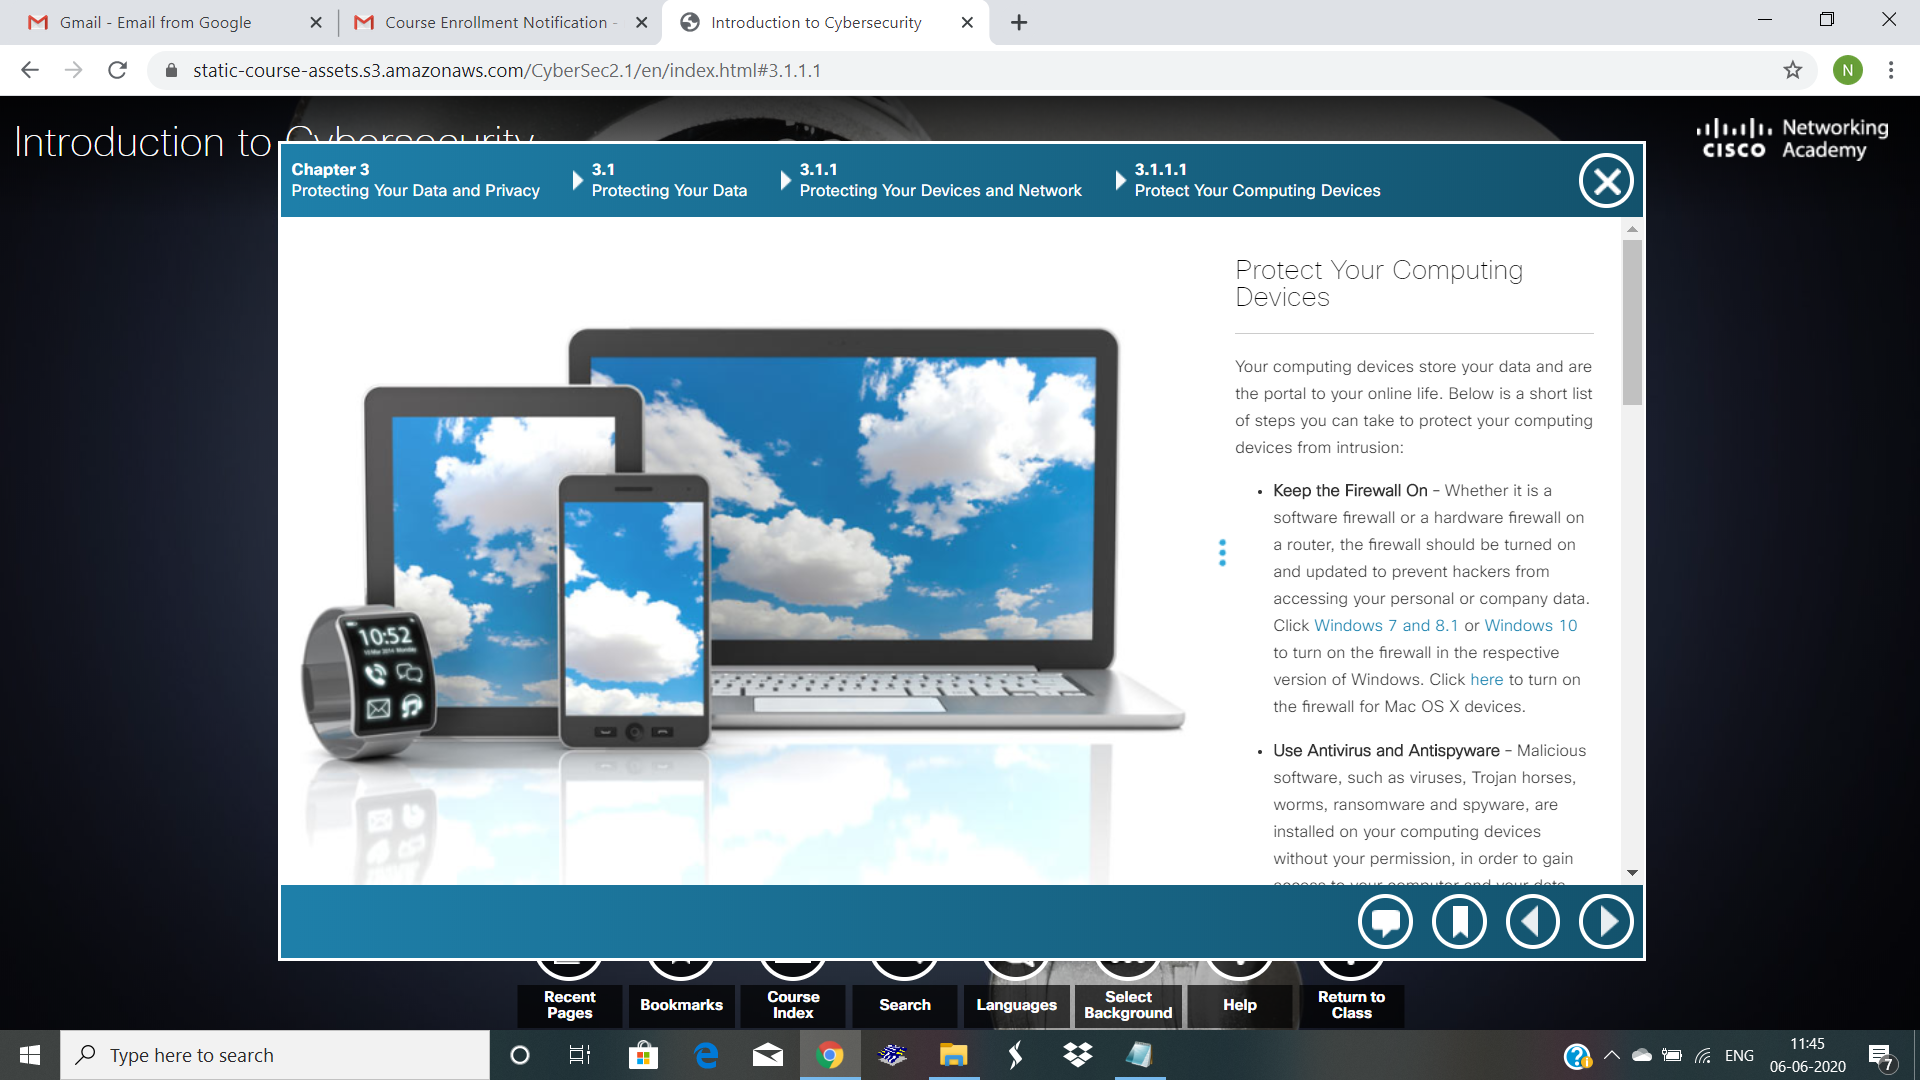 Gmail - Email from Google
Course Enrollment Notification -
Introduction to Cybersecurity
static-course-assets.s3.amazonaws.com/CyberSec2.1/en/index.html#3.1.1.1
N
Introduction to Cybersecurity
CISCO
Networking
Academy
Chapter 3
Protecting Your Data and Privacy
3.1
Protecting Your Data
3.1.1
Protecting Your Devices and Network
3.1.1.1
Protect Your Computing Devices
10:52
Protect Your Computing
Devices
Your computing devices store your data and are
the portal to your online life. Below is a short list
of steps you can take to protect your computing
devices from intrusion:
• Keep the Firewall On – Whether it is a
software firewall or a hardware firewall on
a router, the firewall should be turned on
and updated to prevent hackers from
accessing your personal or company data.
Click Windows 7 and 8.1 or Windows 10
to turn on the firewall in the respective
version of Windows. Click here to turn on
the firewall for Mac OS X devices.
• Use Antivirus and Antispyware – Malicious
software, such as viruses, Trojan horses,
worms, ransomware and spyware, are
installed on your computing devices
without your permission, in order to gain
access to your computer and your data.
Recent
Pages
Bookmarks
Course
Index
Search
Languages
Select
Background
Help
Return to
Class
Type here to search
ENG
11:45
06-06-2020
7